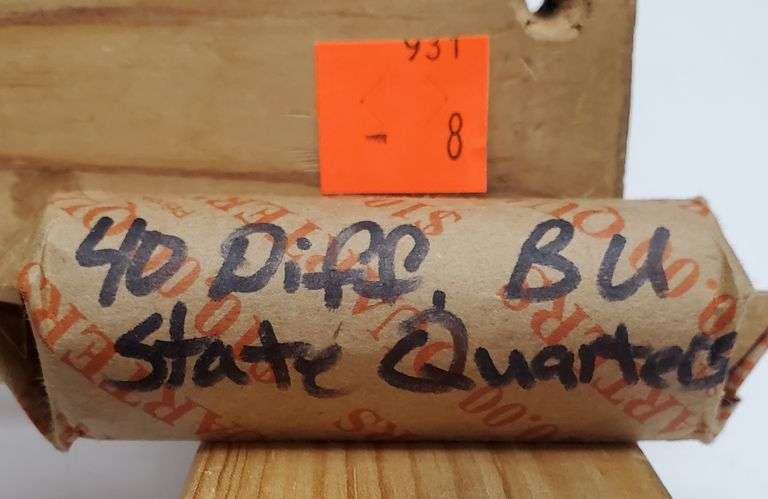 931
- 8
40 Diff. BU
State Quarters